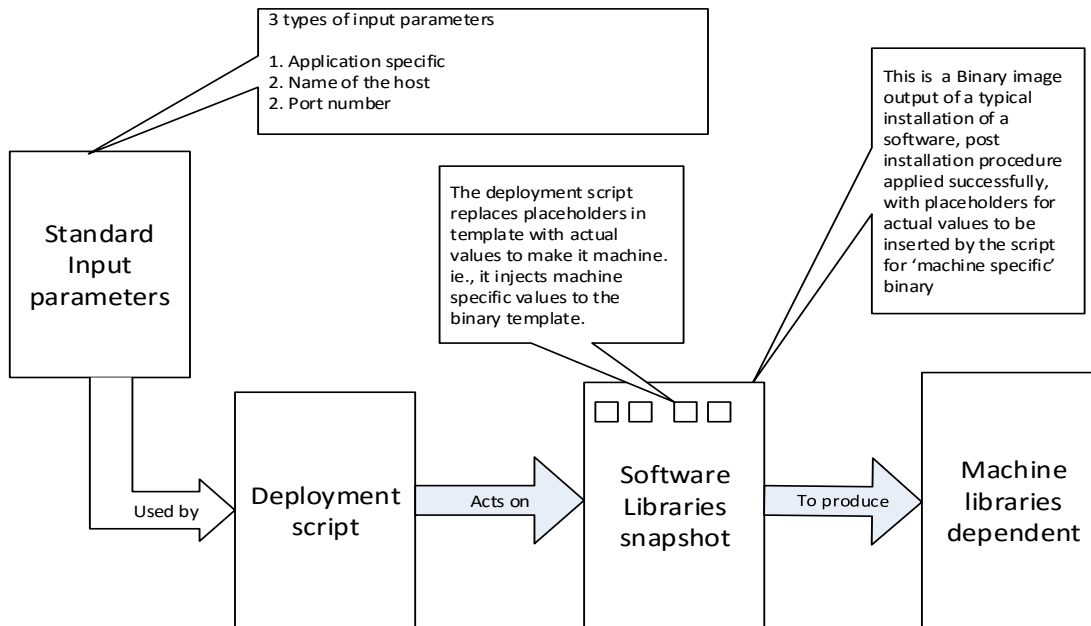 3 types of input parameters
1. Application specific
2. Name of the host
2. Port number
This is a Binary image
output of a typical
installation of a
software, post
installation procedure
applied successfully,
with placeholders for
actual values to be
inserted by the script
for ‘machine specific’
binary
The deployment script
replaces placeholders in
template with actual
values to make it machine.
ie., it injects machine
specific values to the
binary template.
Standard
Input
parameters
Used by
Deployment
script
Acts on
Software
Libraries
snapshot
To produce
Machine
libraries
dependent